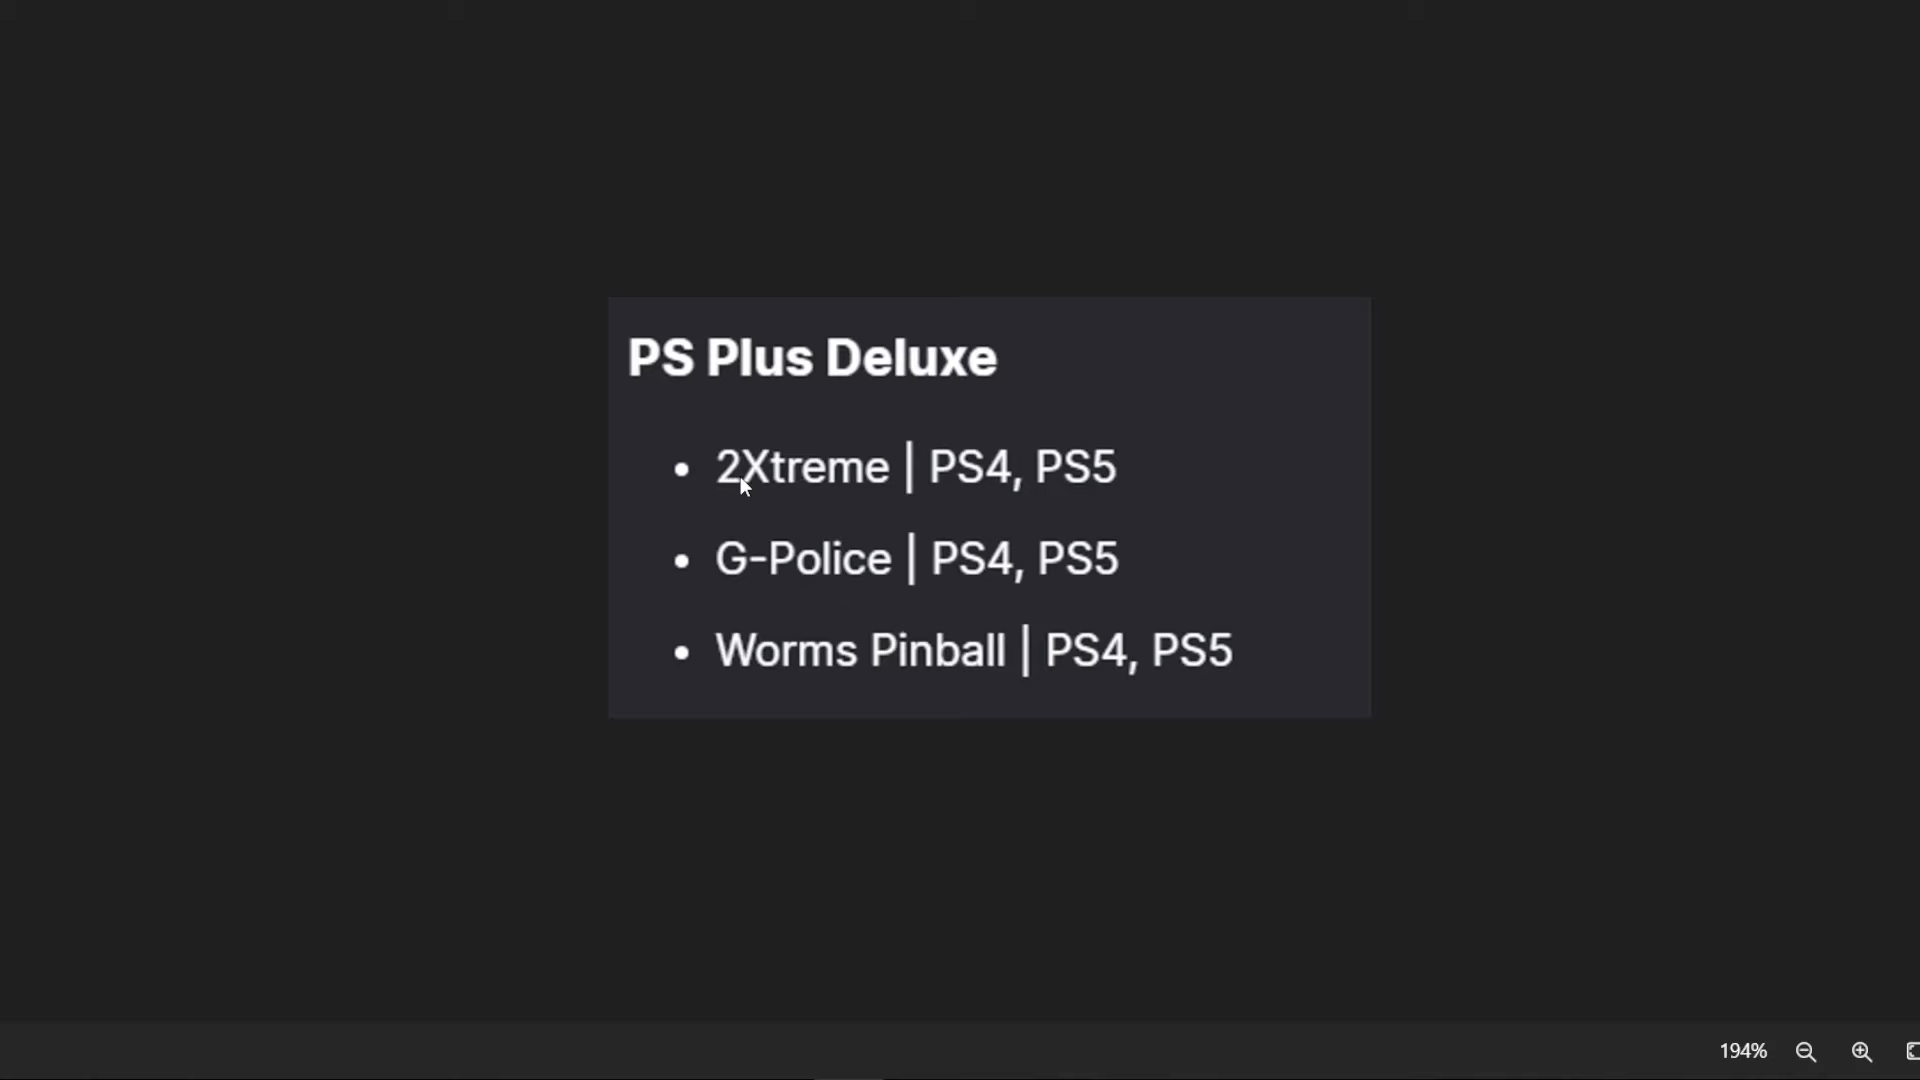 PS Plus Deluxe
• 2Xtreme | PS4, PS5
• G-Police | PS4, PS5
• Worms Pinball | PS4, PS5
194%